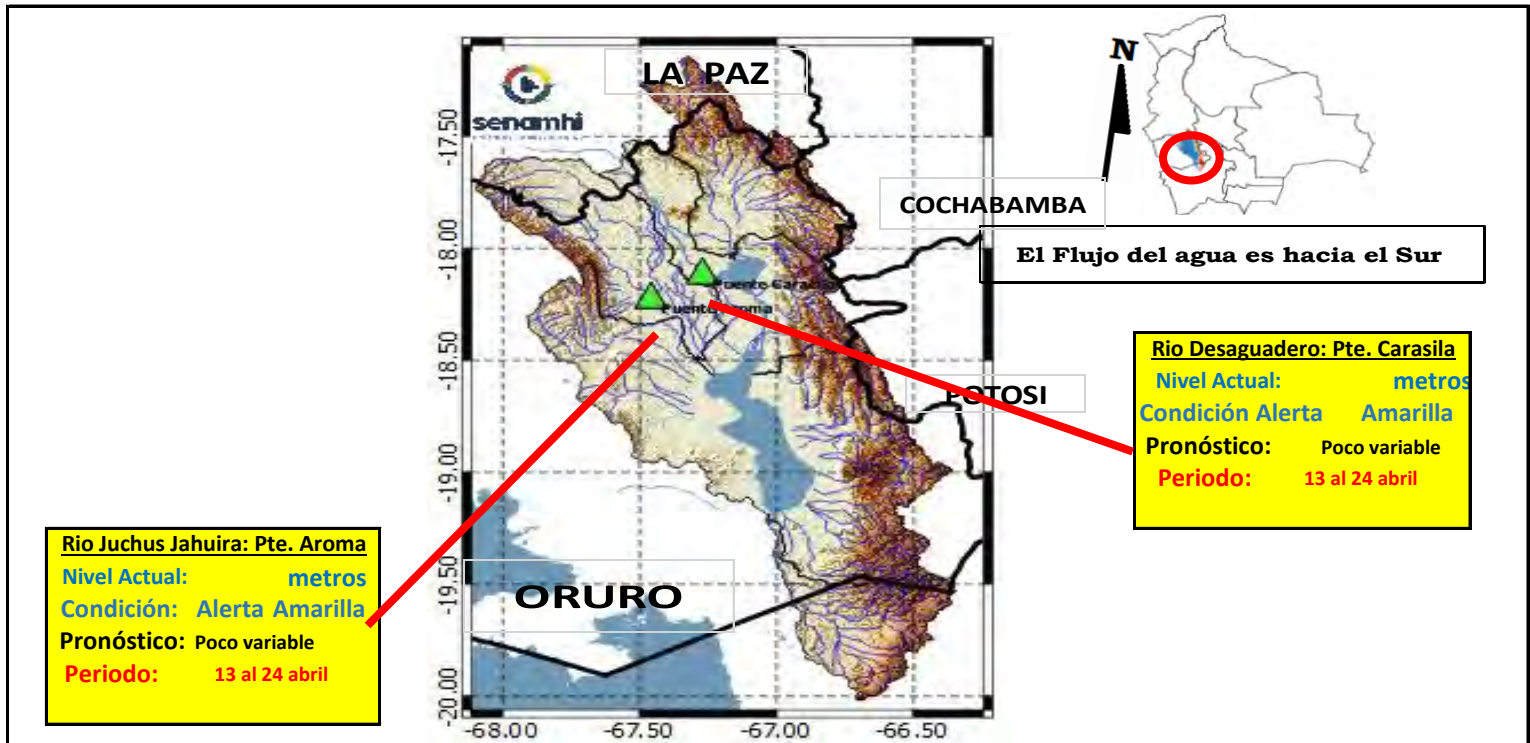 LA PAZ
senamhi
N
COCHABAMBA
El Flujo del agua es hacia el Sur
POTOSI
ORURO
Rio Desaguadero: Pte. Carasila
Nivel Actual: metros
Condición Alerta Amarilla
Pronóstico: Poco variable
Periodo: 13 al 24 abril
Rio Juchus Jahuira: Pte. Aroma
Nivel Actual: metros
Condición: Alerta Amarilla
Pronóstico: Poco variable
Periodo: 13 al 24 abril
Puente
Puente
-17.50
-18.00
-18.50
-19.00
-19.50
-20.00
-68.00 -67.50 -67.00 -66.50